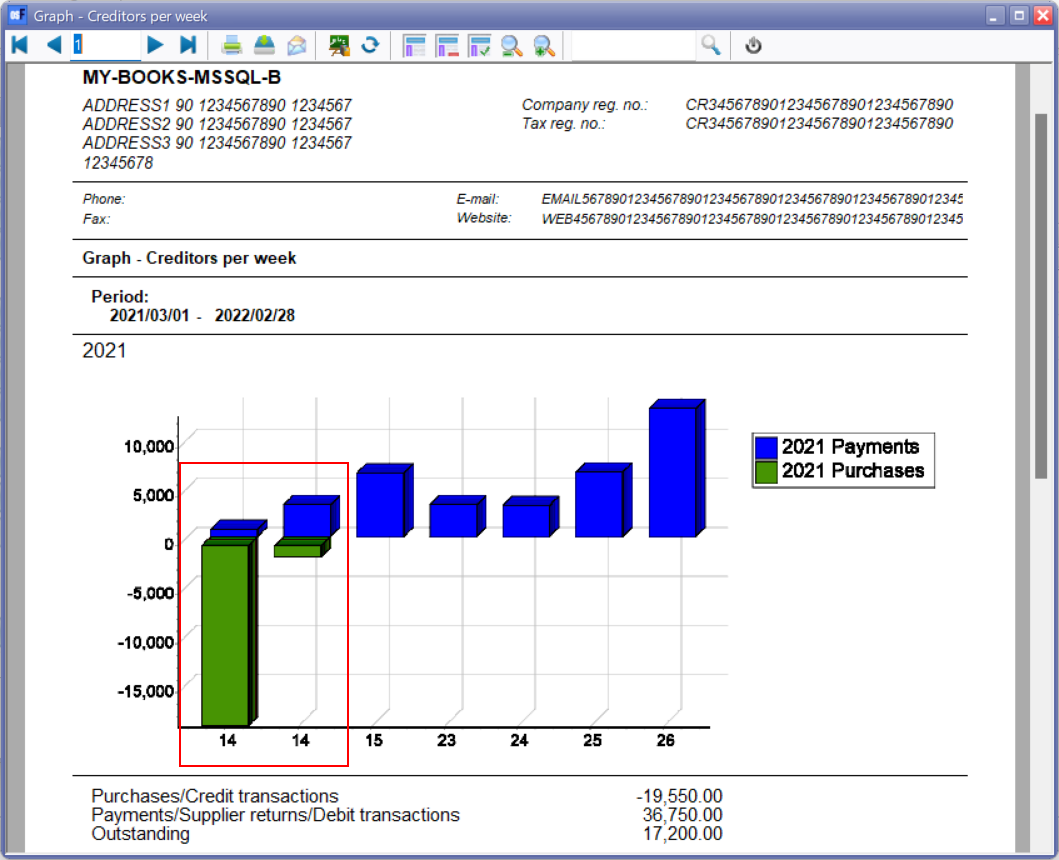 Graph - Creditors per week
1
MY-BOOKS-MSSQL-B
ADDRESS1 90 1234567890 1234567
ADDRESS2 90 1234567890 1234567
ADDRESS3 90 1234567890 1234567
12345678
Company reg. no.: CR3456789012345678901234567890
Tax reg. no.: CR3456789012345678901234567890
Phone:
Fax:
E-mail: EMAIL56789012345678901234567890123456789012345
Website: WEB456789012345678901234567890123456789012345
Graph - Creditors per week
Period:
2021/03/01 - 2022/02/28
2021
10,000
5,000
0
-5,000
-10,000
-15,000
14 14 15 23 24 25 26
2021 Payments
2021 Purchases
Purchases/Credit transactions -19,550.00
Payments/Supplier returns/Debit transactions 36,750.00
Outstanding 17,200.00